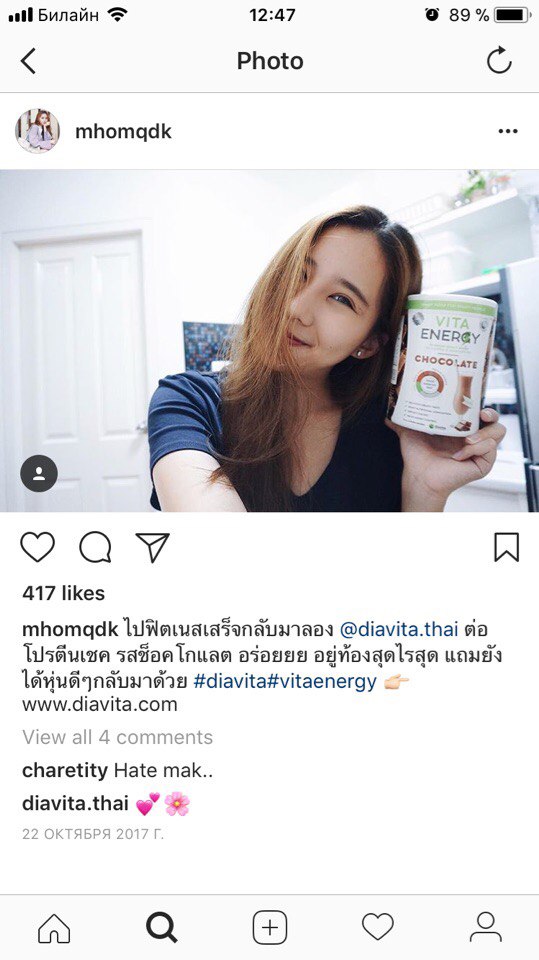 Билайн 12:47 89 %
Photo
mhomqdk
VITA
ENERGY
CHOCOLATE
417 likes
mhomqdk ไปฟิตเนสเสร็จกลับมาลอง @diavita.thai ต่อ
โปรตีนเชค รสช็อคโกแลต อร่อยยย อยู่ท้องสุดไรสุด แถมยัง
ได้หุ่นดีๆกลับมาด้วย #diavita#vitaenergy 👉🏻
www.diavita.com
View all 4 comments
charetity Hate mak..
diavita.thai 💕🌸
22 ОКТЯБРЯ 2017 Г.